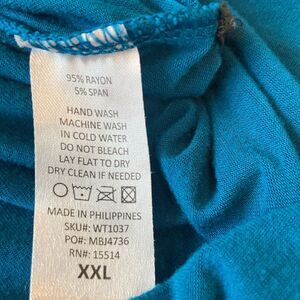 95% RAYON
5% SPAN
HAND WASH
MACHINE WASH
IN COLD WATER
DO NOT BLEACH
LAY FLAT TO DRY
DRY CLEAN IF NEEDED
MADE IN PHILIPPINES
SKU#: WT1037
PO#: MBJ4736
RN#: 15514
XXL